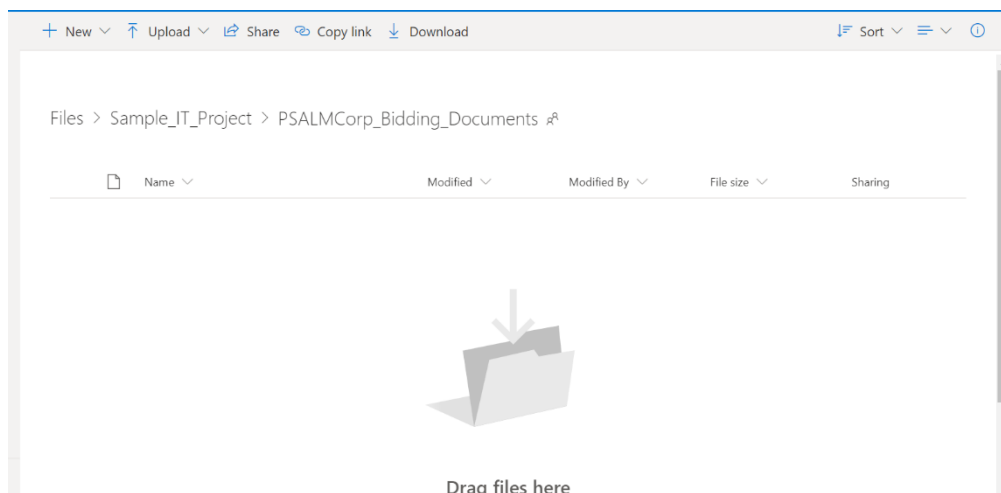 New Upload Share Copy link Download Sort
Files > Sample_IT_Project > PSALMCorp_Bidding_Documents
Name Modified Modified By File size Sharing
Drag files here